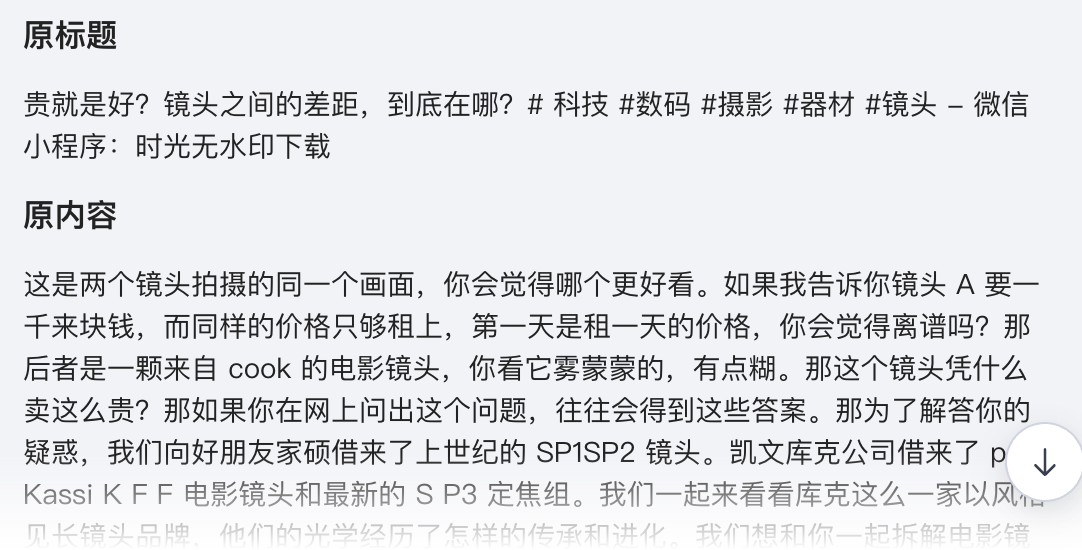 原标题
贵就是好？镜头之间的差距，到底在哪？# 科技 #数码 #摄影 #器材 #镜头 – 微信
小程序：时光无水印下载
原内容
这是两个镜头拍摄的同一个画面，你会觉得哪个更好看。如果我告诉你镜头 A 要一
千来块钱，而同样的价格只够租上，第一天是租一天的价格，你会觉得离谱吗？那
后者是一颗来自 cook 的电影镜头，你看它雾蒙蒙的，有点糊。那这个镜头凭什么
卖这么贵？那如果你在网上问出这个问题，往往会得到这些答案。那为了解答你的
疑惑，我们向好朋友家硕借来了上世纪的 SP1SP2 镜头。凯文库克公司借来了 p
Kassi K F F 电影镜头和最新的 S P3 定焦组。我们一起来看看库克这么一家以风格
见长镜头品牌，他们的光学经历了怎样的传承和进化。我们想和你一起拆解电影镜